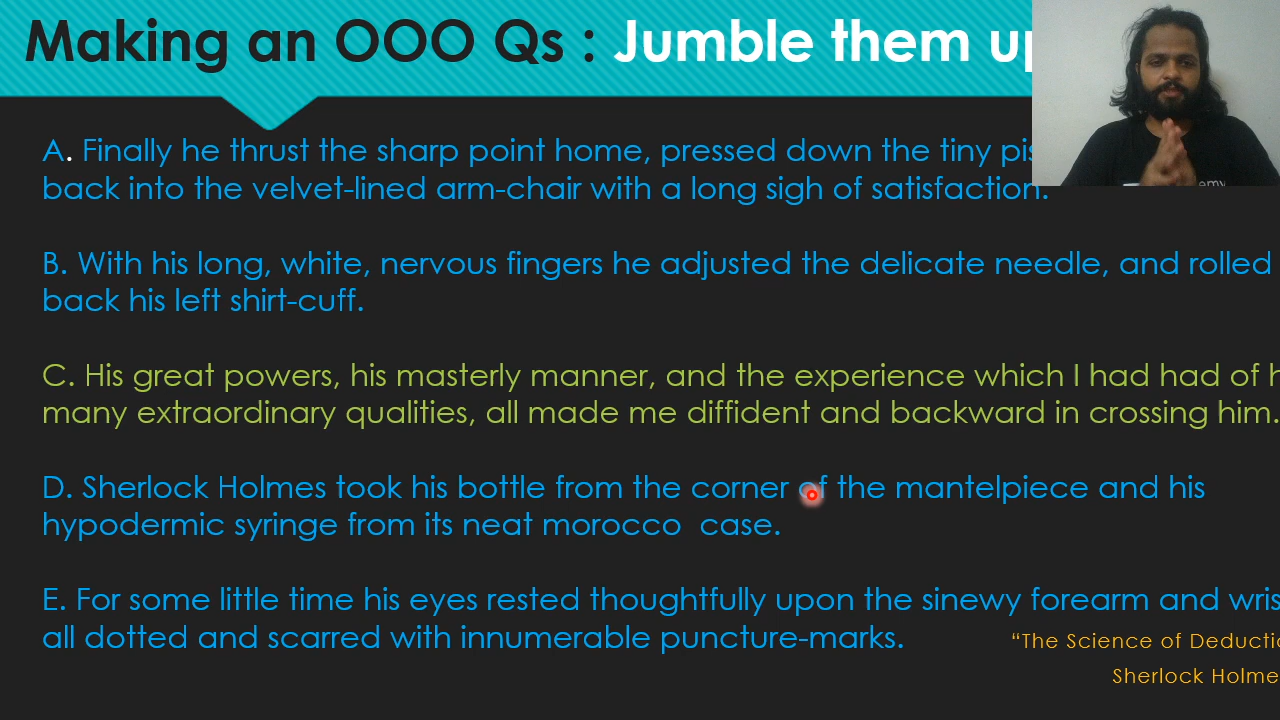 Making an OOO Qs : Jumble them up
A. Finally he thrust the sharp point home, pressed down the tiny
back into the velvet-lined arm-chair with a long sigh of satisfaction.
B. With his long, white, nervous fingers he adjusted the delicate needle, and rolled
back his left shirt-cuff.
C. His great powers, his masterly manner, and the experience which I had had of
many extraordinary qualities, all made me diffident and backward in crossing him.
D. Sherlock Holmes took his bottle from the corner of the mantelpiece and his
hypodermic syringe from its neat morocco case.
E. For some little time his eyes rested thoughtfully upon the sinewy forearm and
all dotted and scarred with innumerable puncture-marks.
“The Science of
Sherlock